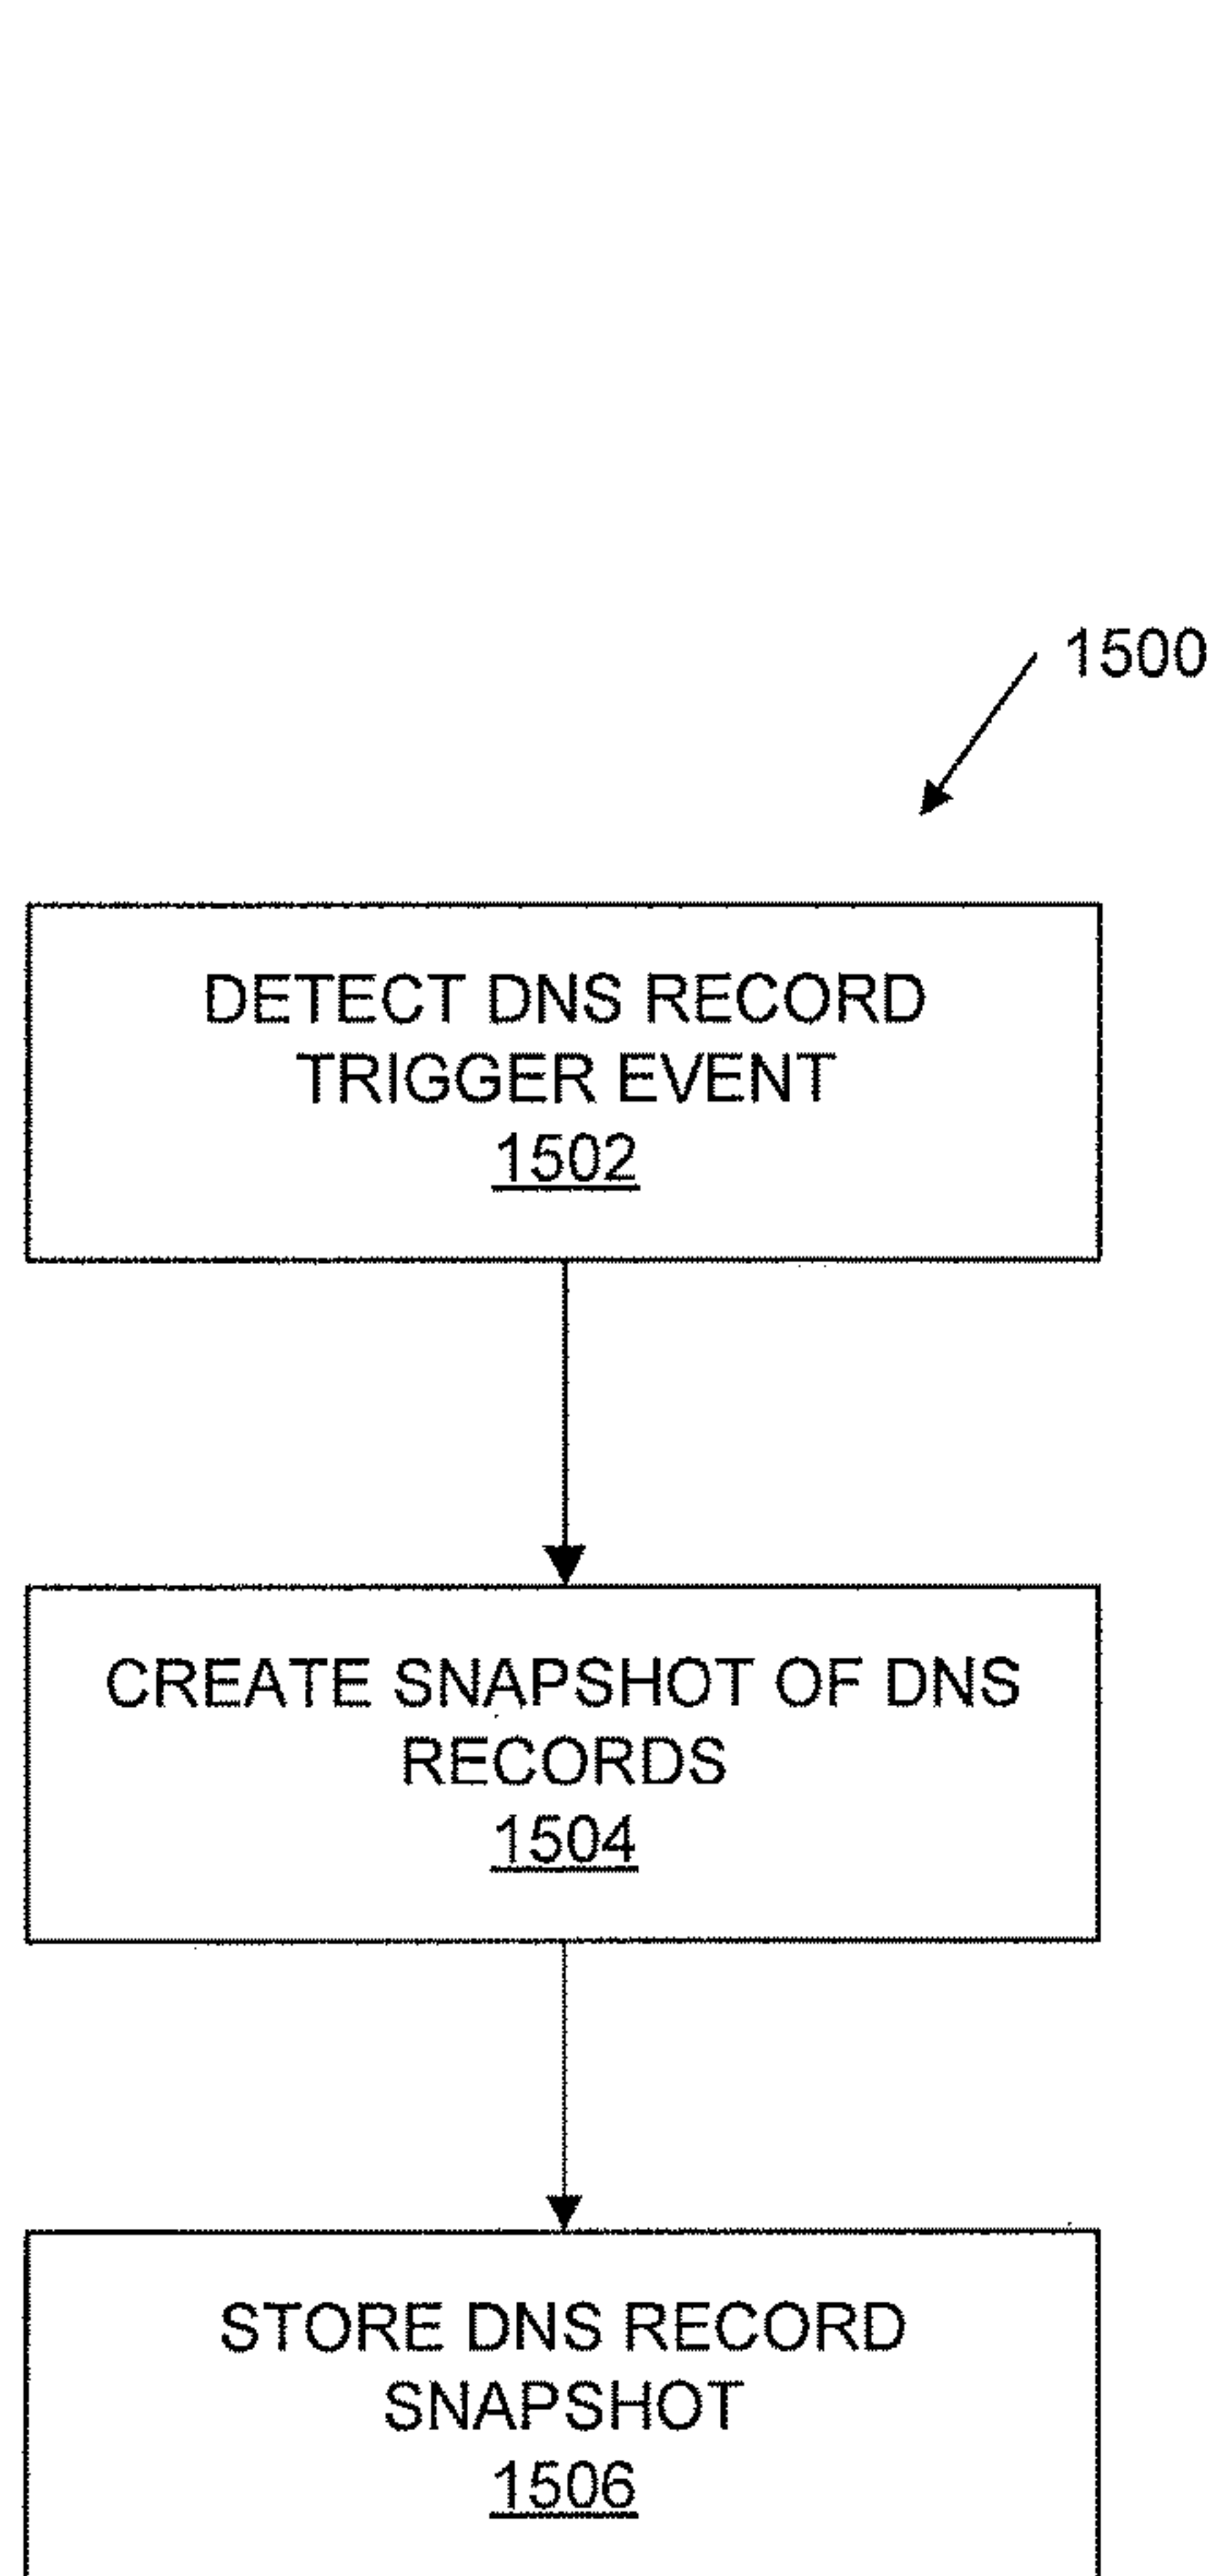 1500
DETECT DNS RECORD
TRIGGER EVENT
1502
CREATE SNAPSHOT OF DNS
RECORDS
1504
STORE DNS RECORD
SNAPSHOT
1506